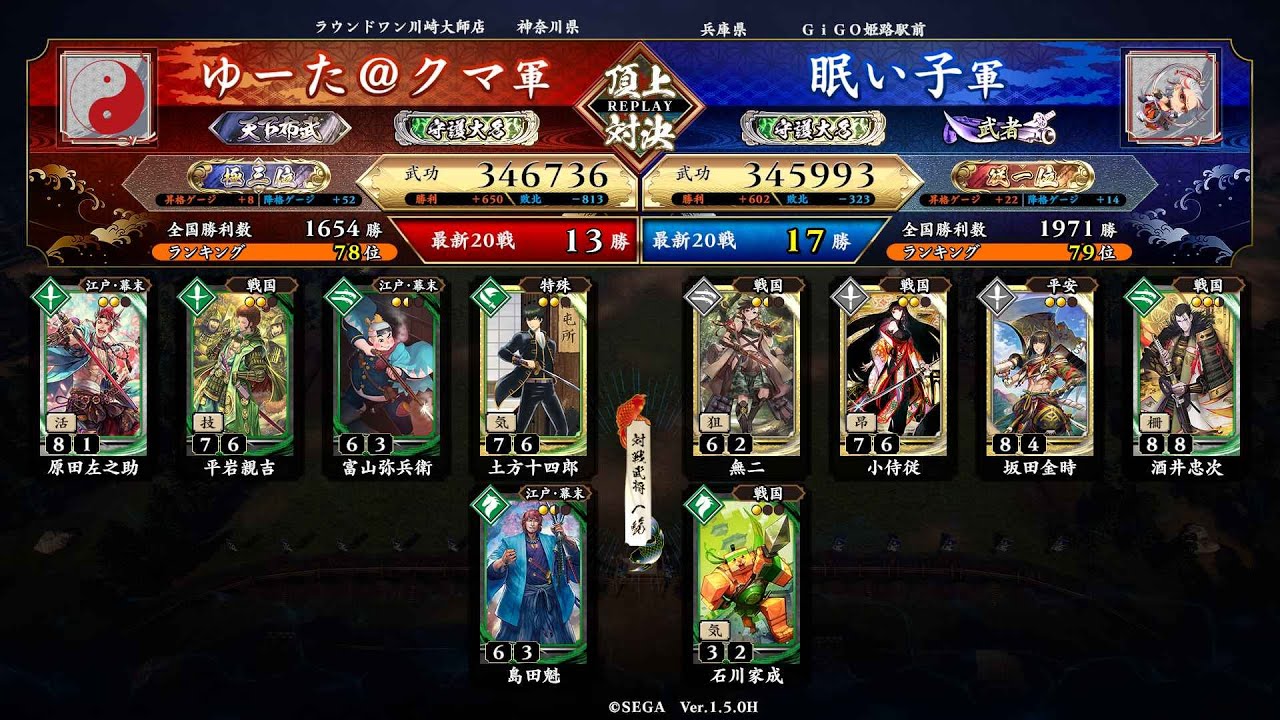 ラウンドワン川崎大師店 神奈川県
兵庫県 GiGO姫路駅前
ゆーた@クマ軍
頂上
REPLAY
対決
眠い子軍
天下布武
守護大名
守護大名
武者
極三位
武功 346736
勝利 +650 敗北 -813
武功 345993
勝利 +602 敗北 -323
従一位
昇格ゲージ +8 降格ゲージ +52
昇格ゲージ +22 降格ゲージ +14
全国勝利数 1654勝
ランキング 78位
最新20戦 13勝
最新20戦 17勝
全国勝利数 1971勝
ランキング 79位
江戸・幕末
活
8 1
原田左之助
戦国
技
7 6
平岩親吉
江戸・幕末
6 3
富山弥兵衛
特殊
屯所
気
7 6
土方十四郎
戦国
狙
6 2
無二
戦国
昂
7 6
小侍従
平安
8 4
坂田金時
戦国
柵
8 8
酒井忠次
対戦武将一覧
江戸・幕末
6 3
島田魁
戦国
気
3 2
石川家成
©SEGA Ver.1.5.0H